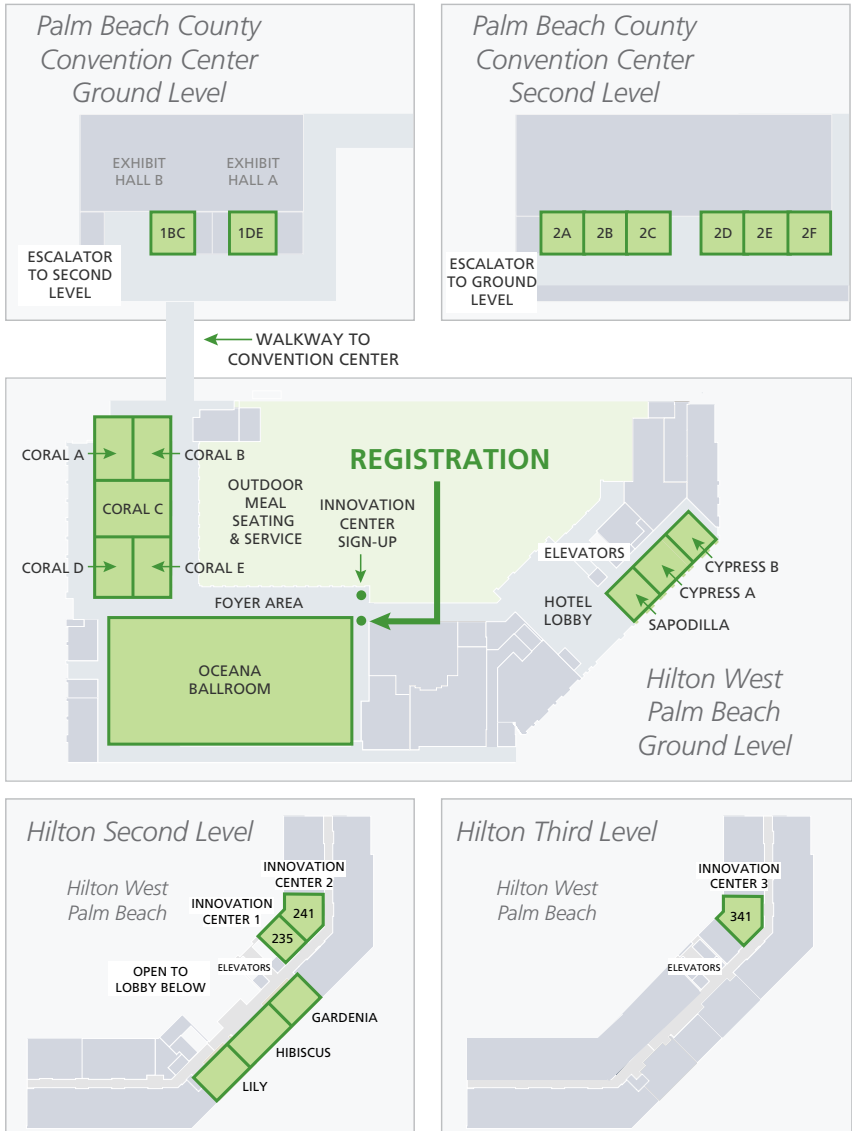 Palm Beach County
Convention Center
Ground Level
EXHIBIT
HALL B
EXHIBIT
HALL A
1BC
1DE
ESCALATOR
TO SECOND
LEVEL
Palm Beach County
Convention Center
Second Level
2A
2B
2C
2D
2E
2F
ESCALATOR
TO GROUND
LEVEL
WALKWAY TO
CONVENTION CENTER
CORAL A
CORAL B
CORAL C
CORAL D
CORAL E
OUTDOOR
MEAL
SEATING
& SERVICE
REGISTRATION
INNOVATION
CENTER
SIGN-UP
FOYER AREA
OCEANA
BALLROOM
ELEVATORS
HOTEL
LOBBY
CYPRESS B
CYPRESS A
SAPODILLA
Hilton West
Palm Beach
Ground Level
Hilton Second Level
Hilton West
Palm Beach
INNOVATION
CENTER 2
INNOVATION
CENTER 1
241
235
ELEVATORS
OPEN TO
LOBBY BELOW
GARDENIA
HIBISCUS
LILY
Hilton Third Level
Hilton West
Palm Beach
INNOVATION
CENTER 3
341
ELEVATORS